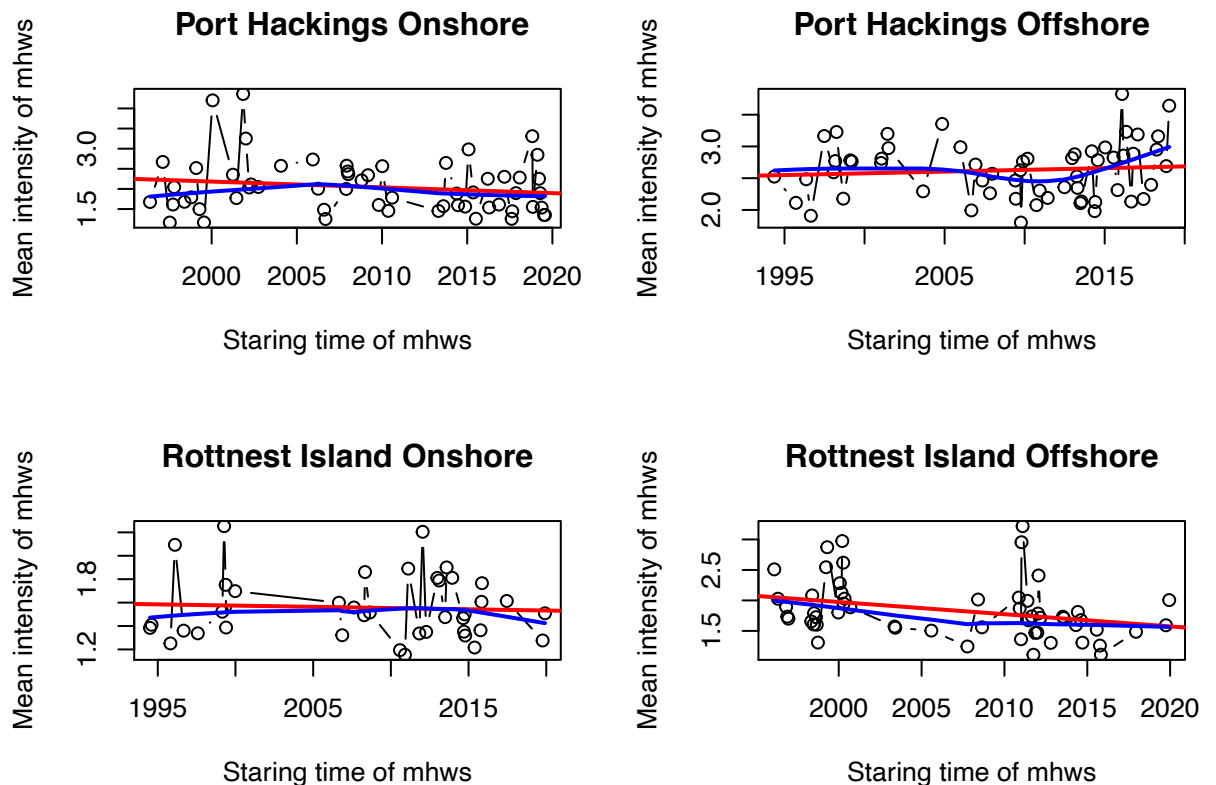 Port Hackings Onshore
Mean intensity of mhws
1.5 3.0
2000 2005 2010 2015 2020
Staring time of mhws
Port Hackings Offshore
Mean intensity of mhws
2.0 3.0
1995 2005 2015
Staring time of mhws
Rottnest Island Onshore
Mean intensity of mhws
1.2 1.8
1995 2005 2015
Staring time of mhws
Rottnest Island Offshore
Mean intensity of mhws
1.5 2.5
2000 2005 2010 2015 2020
Staring time of mhws